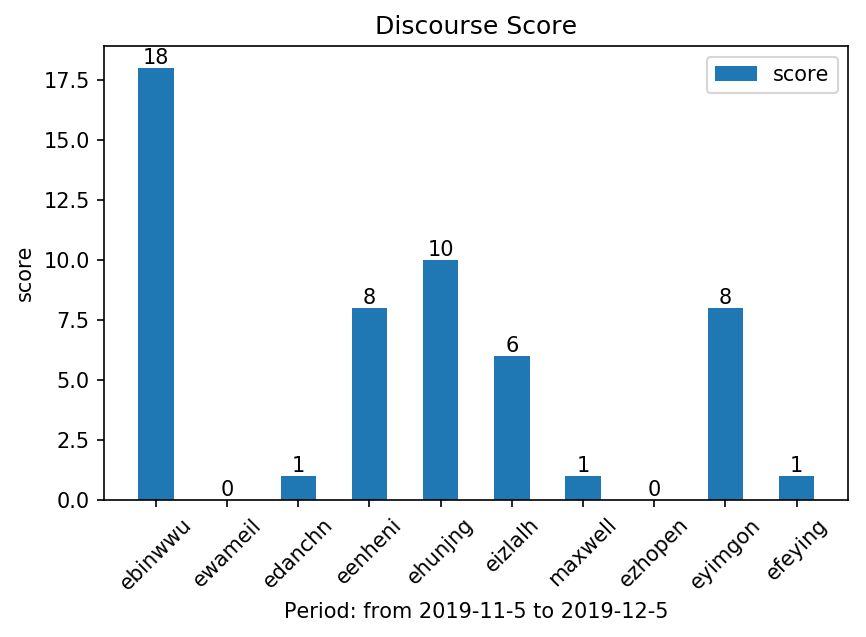 Discourse Score
score
18
0
1
8
10
6
1
0
8
1
17.5
15.0
12.5
10.0
7.5
5.0
2.5
0.0
score
ebinwwu
ewameil
edanchn
eenheni
ehunjng
eizlalh
maxwell
ezhopen
eyimgon
efeying
Period: from 2019-11-5 to 2019-12-5